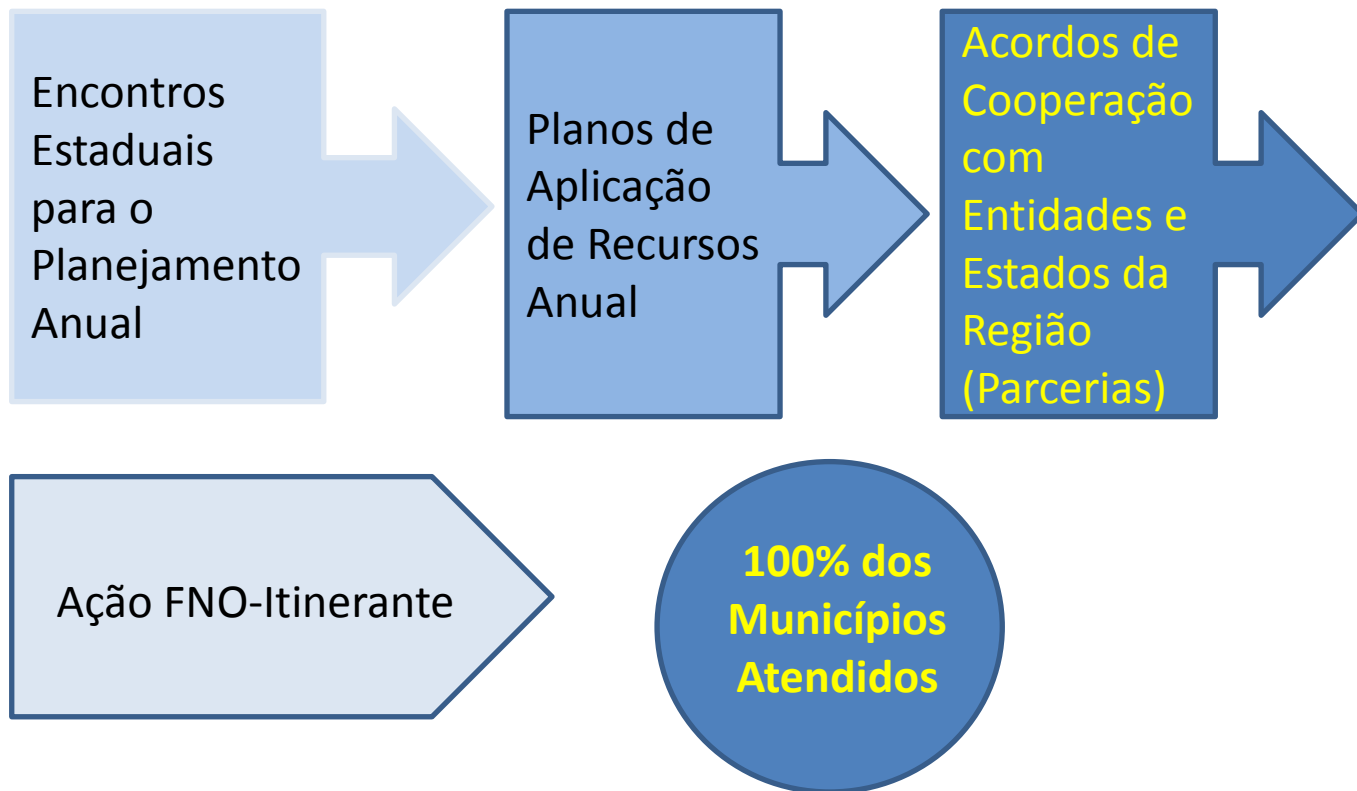 Encontros
Estaduais
para o
Planejamento
Anual
Planos de
Aplicação
de Recursos
Anual
Acordos de
Cooperação
com
Entidades e
Estados da
Região
(Parcerias)
Ação FNO-Itinerante
100% dos
Municípios
Atendidos